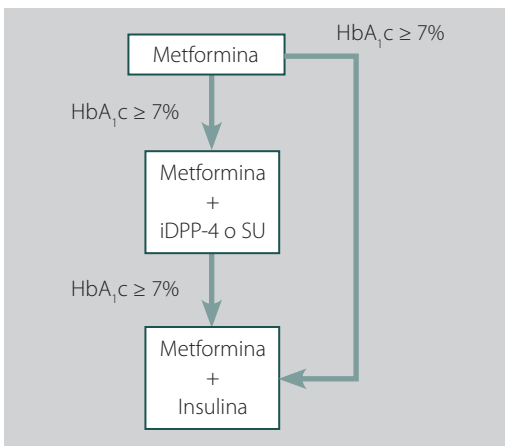 HbA₁c ≥ 7%
Metformina
HbA₁c ≥ 7%
Metformina
+
iDPP-4 o SU
HbA₁c ≥ 7%
Metformina
+
Insulina